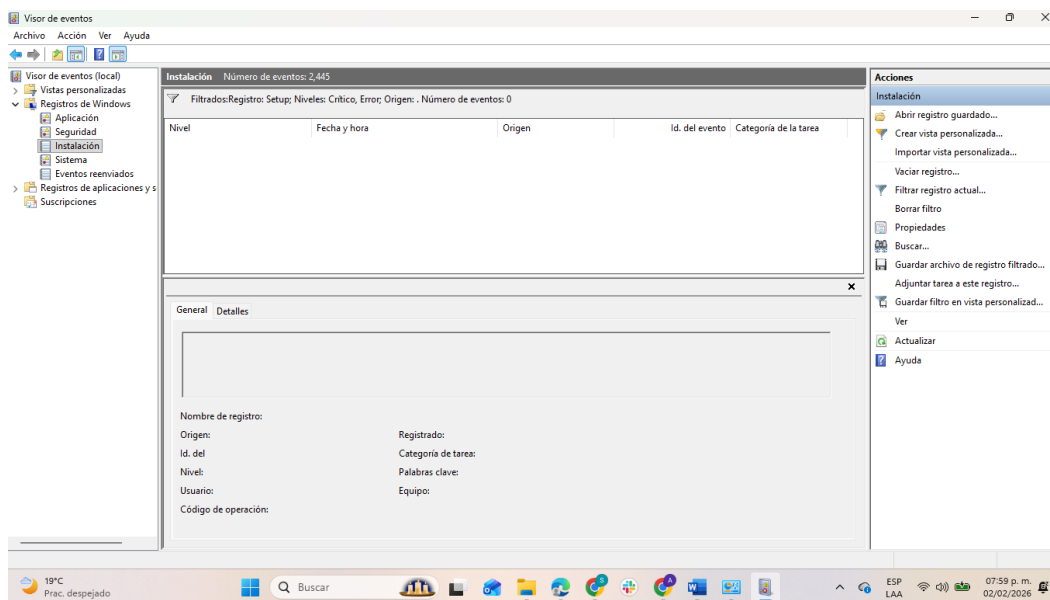 Visor de eventos
Archivo Acción Ver Ayuda
Visor de eventos (local)
Vistas personalizadas
Registros de Windows
Aplicación
Seguridad
Instalación
Sistema
Eventos reenviados
Registros de aplicaciones y s
Suscripciones
Instalación Número de eventos: 2,445
Filtrados:Registro: Setup; Niveles: Crítico, Error; Origen: . Número de eventos: 0
Nivel Fecha y hora Origen Id. del evento Categoría de la tarea
General Detalles
Nombre de registro:
Origen: Registrado:
Id. del Categoría de tarea:
Nivel: Palabras clave:
Usuario: Equipo:
Código de operación:
Acciones
Instalación
Abrir registro guardado...
Crear vista personalizada...
Importar vista personalizada...
Vaciar registro...
Filtrar registro actual...
Borrar filtro
Propiedades
Buscar...
Guardar archivo de registro filtrado...
Adjuntar tarea a este registro...
Guardar filtro en vista personalizad...
Ver
Actualizar
Ayuda
19°C
Prac. despejado
Buscar
ESP
LAA
07:59 p. m.
02/02/2026